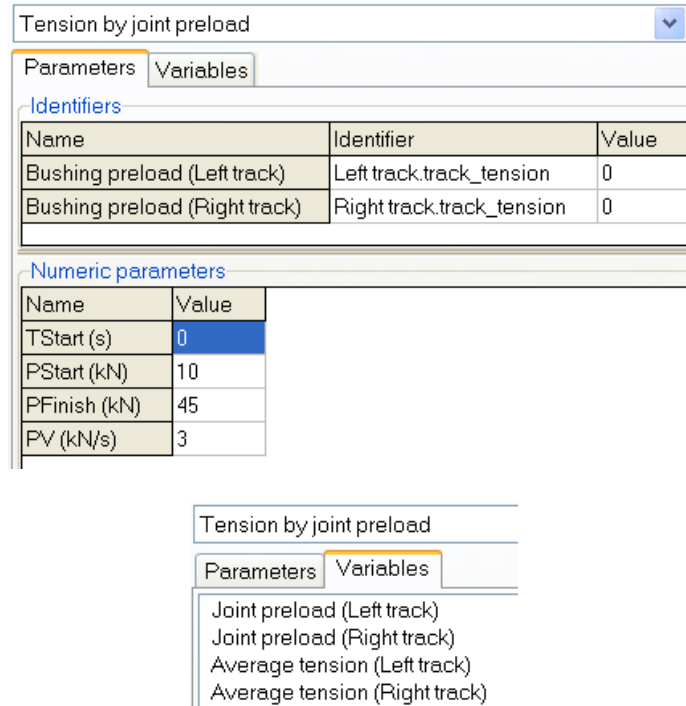 Tension by joint preload
Parameters Variables
Identifiers
Name Identifier Value
Bushing preload (Left track) Left track.track_tension 0
Bushing preload (Right track) Right track.track_tension 0
Numeric parameters
Name Value
TStart (s) 0
PStart (kN) 10
PFinish (kN) 45
PV (kN/s) 3
Tension by joint preload
Parameters Variables
Joint preload (Left track)
Joint preload (Right track)
Average tension (Left track)
Average tension (Right track)